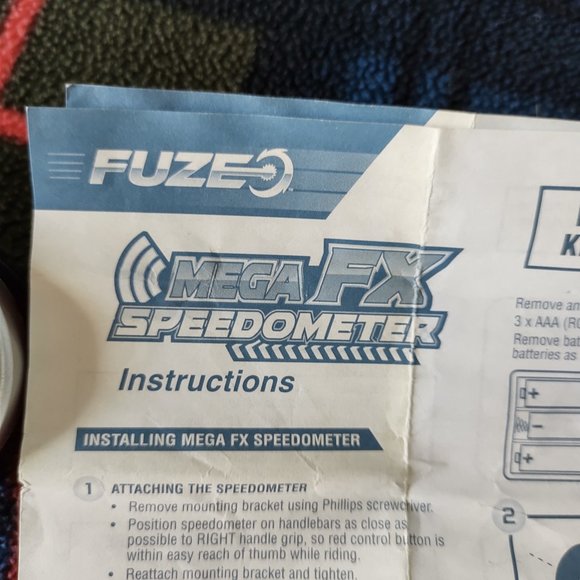 FUZE
MEGA FX
SPEEDOMETER
Instructions
INSTALLING MEGA FX SPEEDOMETER
1 ATTACHING THE SPEEDOMETER
• Remove mounting bracket using Phillips screwdriver.
• Position speedometer on handlebars as close as
possible to RIGHT handle grip, so red control button is
within easy reach of thumb while riding.
• Reattach mounting bracket and tighten.
K
Remove an
3 x AAA (R
Remove bat
batteries as
+
−
+
2